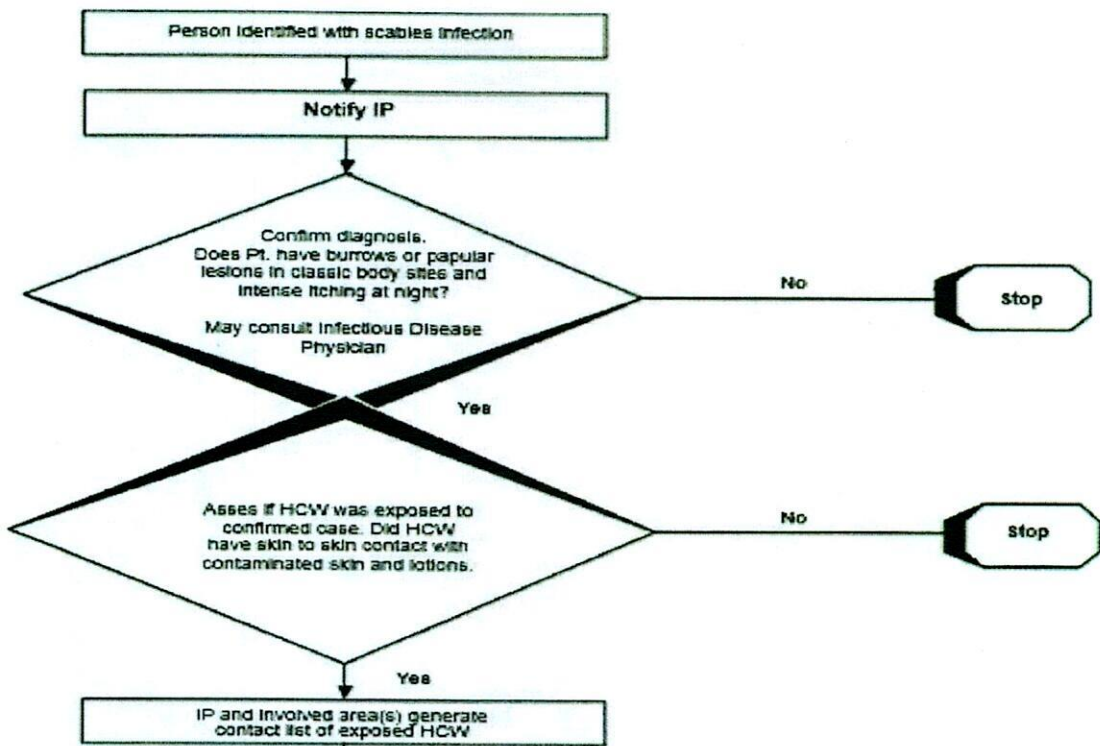 Person identified with scabies infection
Notify IP
Confirm diagnosis.
Does Pt. have burrows or papular
lesions in classic body sites and
intense itching at night?
May consult Infectious Disease
Physician
No
Stop
Yes
Asses if HCW was exposed to
confirmed case. Did HCW
have skin to skin contact with
contaminated skin and lotions.
No
Stop
Yes
IP and involved area(s) generate
contact list of exposed HCW